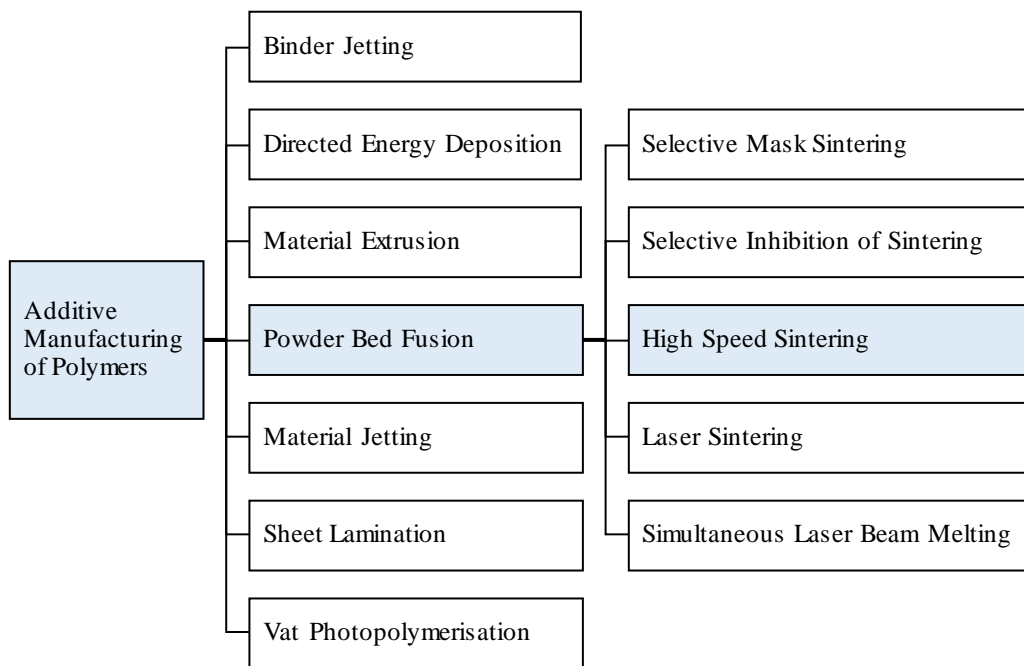 Additive
Manufacturing
of Polymers
Binder Jetting
Directed Energy Deposition
Material Extrusion
Powder Bed Fusion
Material Jetting
Sheet Lamination
Vat Photopolymerisation
Selective Mask Sintering
Selective Inhibition of Sintering
High Speed Sintering
Laser Sintering
Simultaneous Laser Beam Melting